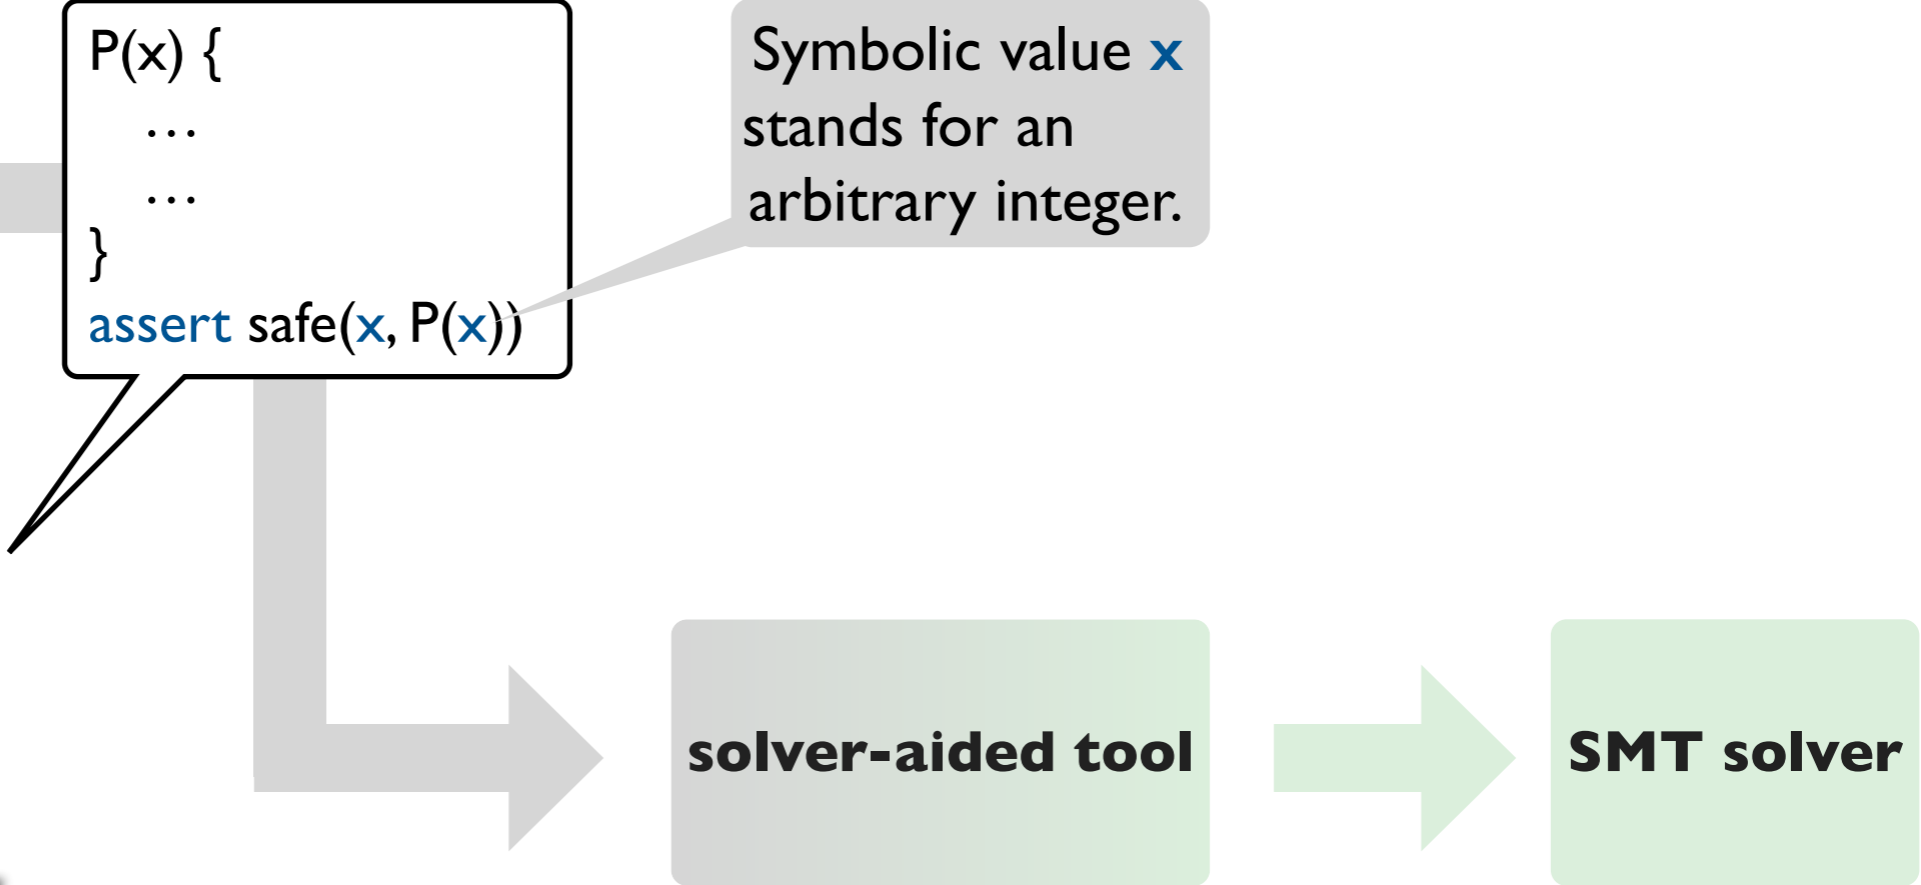 P(x) {
…
…
}
assert safe(x, P(x))
Symbolic value x
stands for an
arbitrary integer.
solver-aided tool
SMT solver